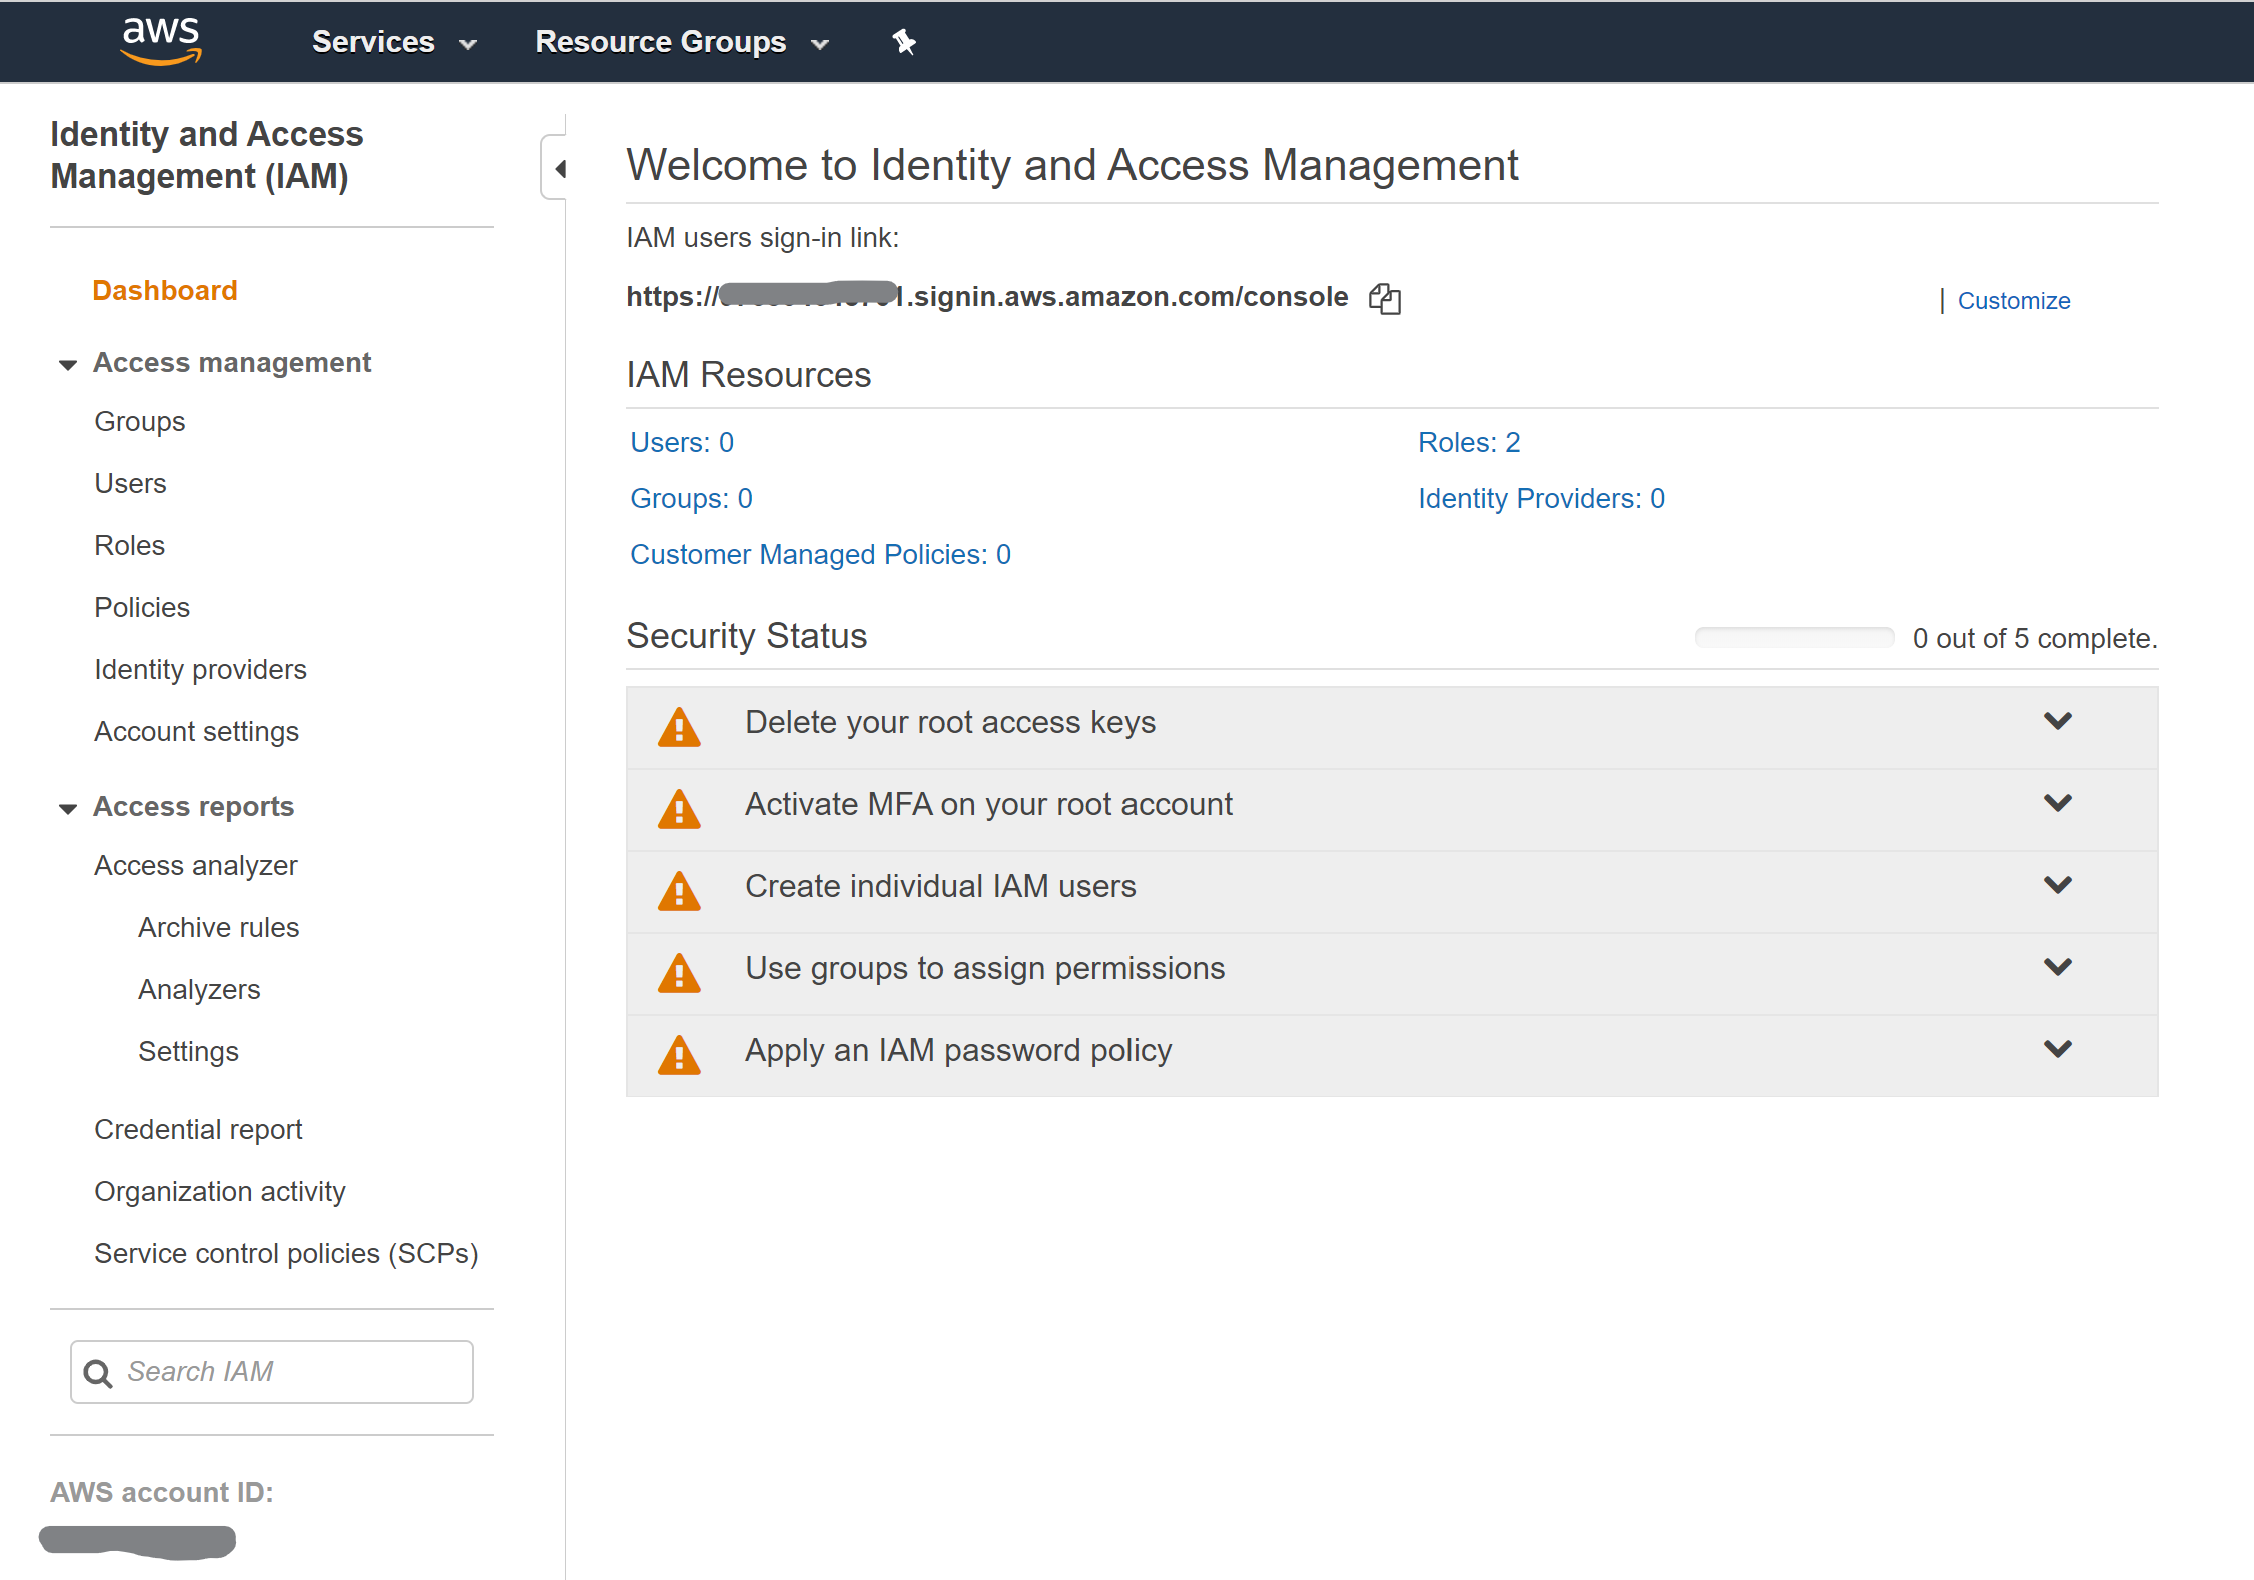 aws
Services
Resource Groups
Identity and Access
Management (IAM)
Dashboard
Access management
Groups
Users
Roles
Policies
Identity providers
Account settings
Access reports
Access analyzer
Archive rules
Analyzers
Settings
Credential report
Organization activity
Service control policies (SCPs)
Search IAM
AWS account ID:
Welcome to Identity and Access Management
IAM users sign-in link:
https:// .signin.aws.amazon.com/console
Customize
IAM Resources
Users: 0
Roles: 2
Groups: 0
Identity Providers: 0
Customer Managed Policies: 0
Security Status
0 out of 5 complete.
Delete your root access keys
Activate MFA on your root account
Create individual IAM users
Use groups to assign permissions
Apply an IAM password policy